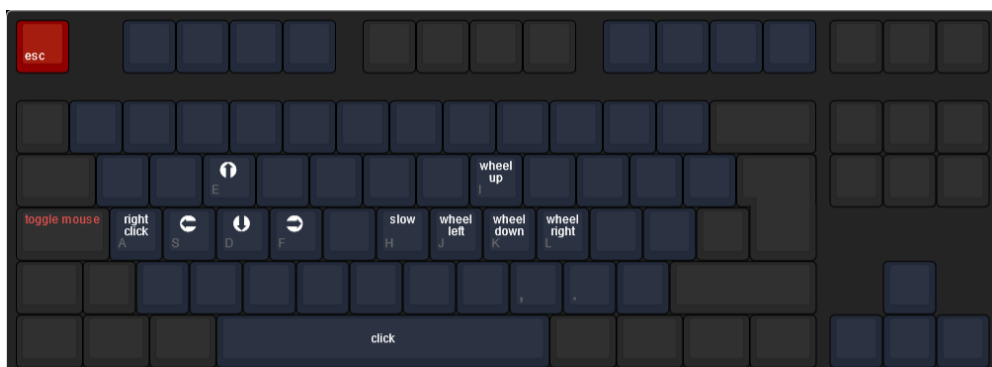 esc
wheel
up
E
I
toggle mouse
right
click
slow
wheel
left
wheel
down
wheel
right
A
S
D
F
H
J
K
L
,
.
click